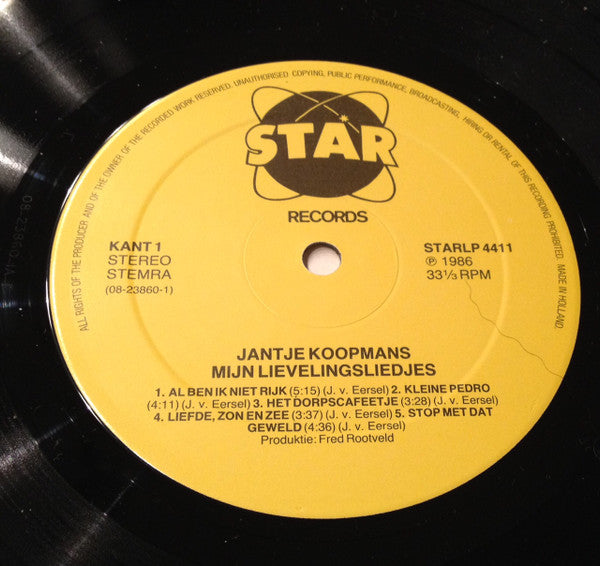 ALL RIGHTS OF THE PRODUCER AND OF THE OWNER OF THE RECORDED WORK RESERVED. UNAUTHORISED COPYING, PUBLIC PERFORMANCE, BROADCASTING, HIRING OR RENTAL OF THIS RECORDING PROHIBITED. MADE IN HOLLAND.
STAR
RECORDS
KANT 1
STEREO
STEMRA
(08-23860-1)
STARLP 4411
℗ 1986
33⅓ RPM
JANTJE KOOPMANS
MIJN LIEVELINGSLIEDJES
1. AL BEN IK NIET RIJK (5:15) (J. v. Eersel) 2. KLEINE PEDRO
(4:11) (J. v. Eersel) 3. HET DORPSCAFEETJE (3:28) (J. v. Eersel)
4. LIEFDE, ZON EN ZEE (3:37) (J. v. Eersel) 5. STOP MET DAT
GEWELD (4:36) (J. v. Eersel)
Produktie: Fred Rootveld